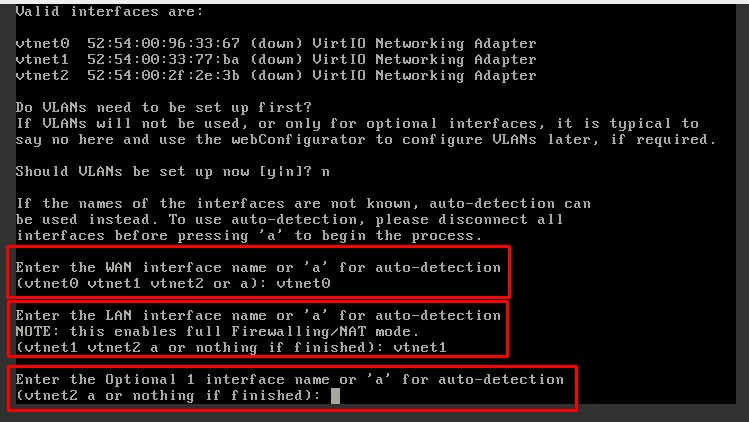 Valid interfaces are:
vtnet0 52:54:00:96:33:67 (down) VirtIO Networking Adapter
vtnet1 52:54:00:33:77:ba (down) VirtIO Networking Adapter
vtnet2 52:54:00:2f:2e:3b (down) VirtIO Networking Adapter
Do VLANs need to be set up first?
If VLANs will not be used, or only for optional interfaces, it is typical to
say no here and use the webConfigurator to configure VLANs later, if required.
Should VLANs be set up now [y|n]? n
If the names of the interfaces are not known, auto-detection can
be used instead. To use auto-detection, please disconnect all
interfaces before pressing 'a' to begin the process.
Enter the WAN interface name or 'a' for auto-detection
(vtnet0 vtnet1 vtnet2 or a): vtnet0
Enter the LAN interface name or 'a' for auto-detection
NOTE: this enables full Firewalling/NAT mode.
(vtnet1 vtnet2 a or nothing if finished): vtnet1
Enter the Optional 1 interface name or 'a' for auto-detection
(vtnet2 a or nothing if finished):